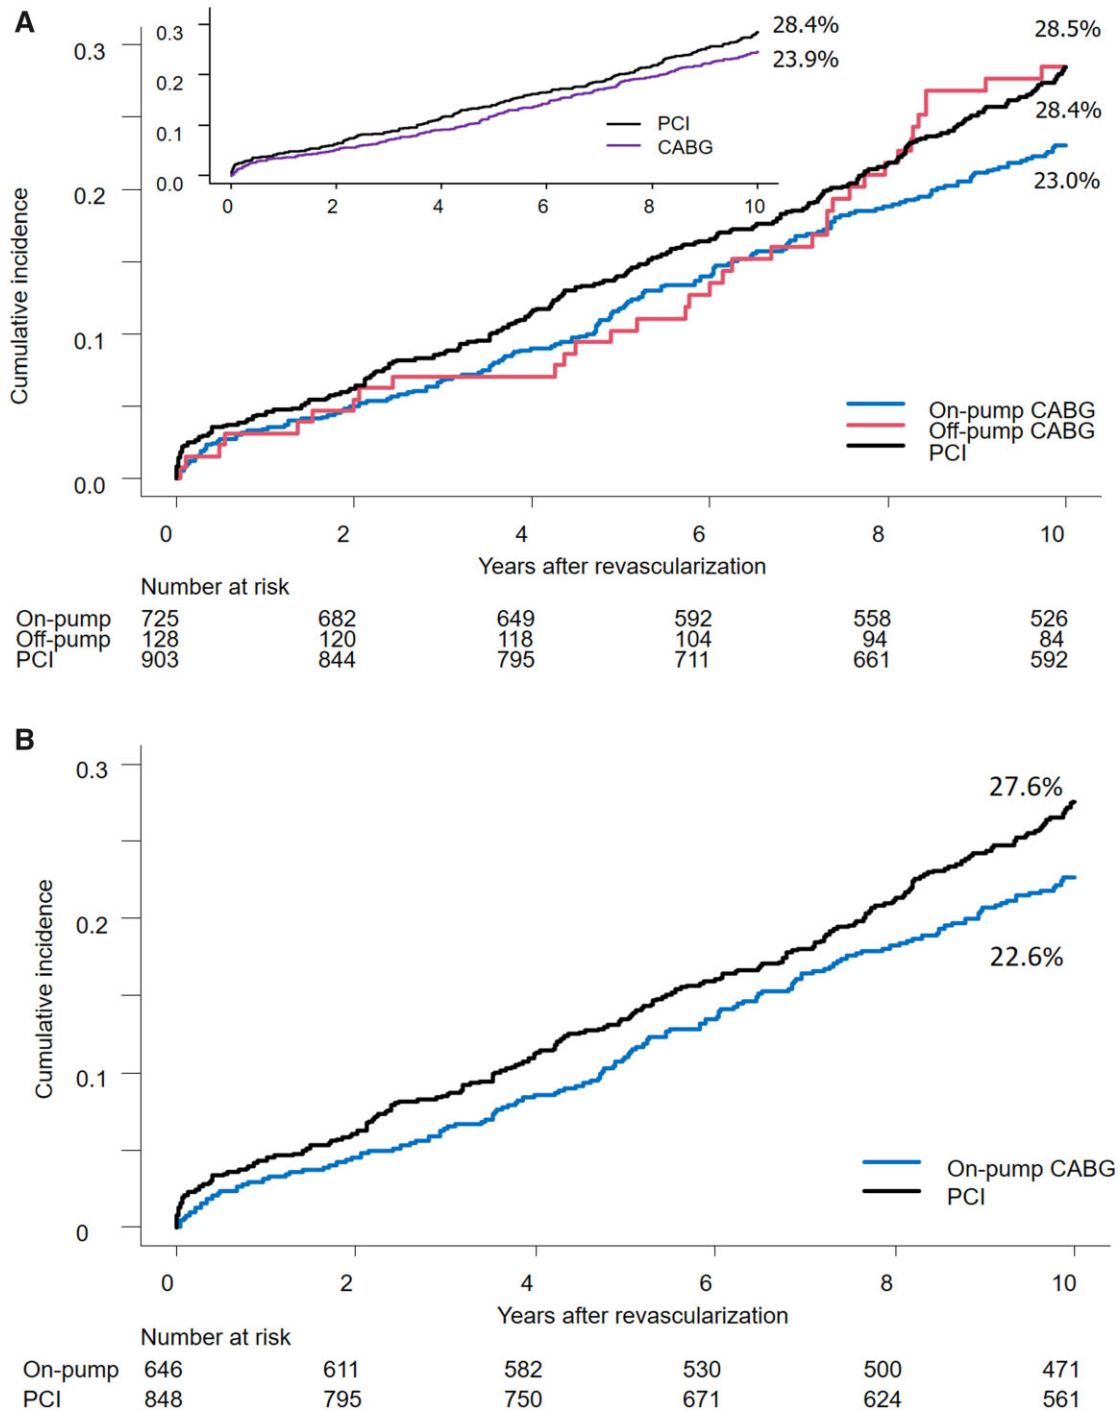 A
0.3
0.2
0.1
0.0
Cumulative incidence
0.3
0.2
0.1
0.0
0 2 4 6 8 10
28.4%
23.9%
PCI
CABG
28.5%
28.4%
23.0%
On-pump CABG
Off-pump CABG
PCI
0 2 4 6 8 10
Years after revascularization
Number at risk
On-pump 725 682 649 592 558 526
Off-pump 128 120 118 104 94 84
PCI 903 844 795 711 661 592
B
0.3
0.2
0.1
0
Cumulative incidence
27.6%
22.6%
On-pump CABG
PCI
0 2 4 6 8 10
Years after revascularization
Number at risk
On-pump 646 611 582 530 500 471
PCI 848 795 750 671 624 561